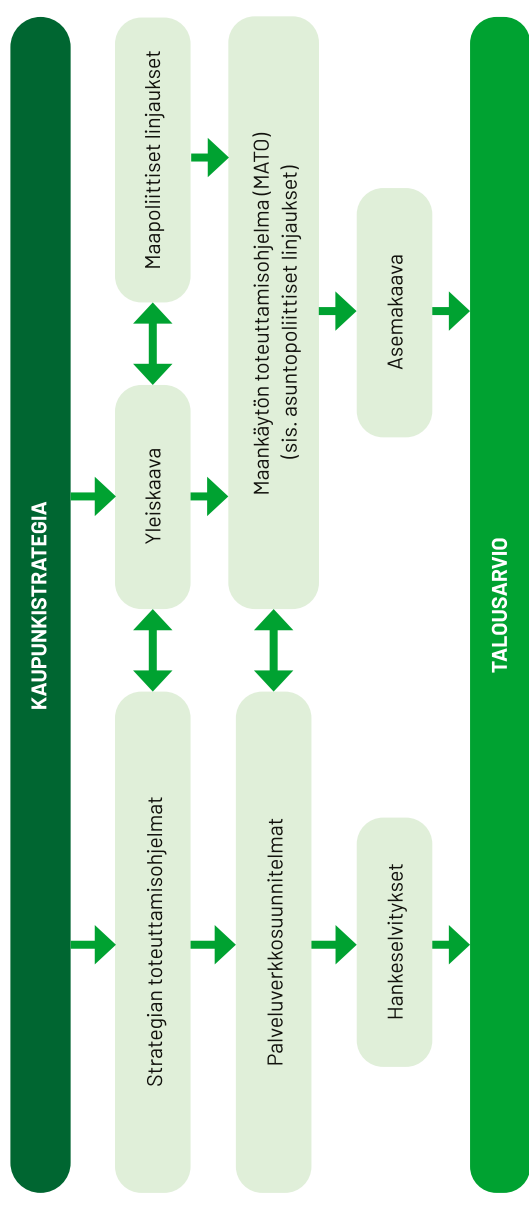 KAUPUNKISTRATEGIA
Strategian toteuttamisohjelmat
Yleiskaava
Maapoliittiset linjaukset
Palveluverkkosuunnitelmat
Maankäytön toteuttamisohjelma (MATO)
(sis. asuntopoliittiset linjaukset)
Hankeselvitykset
Asemakaava
TALOUSARVIO